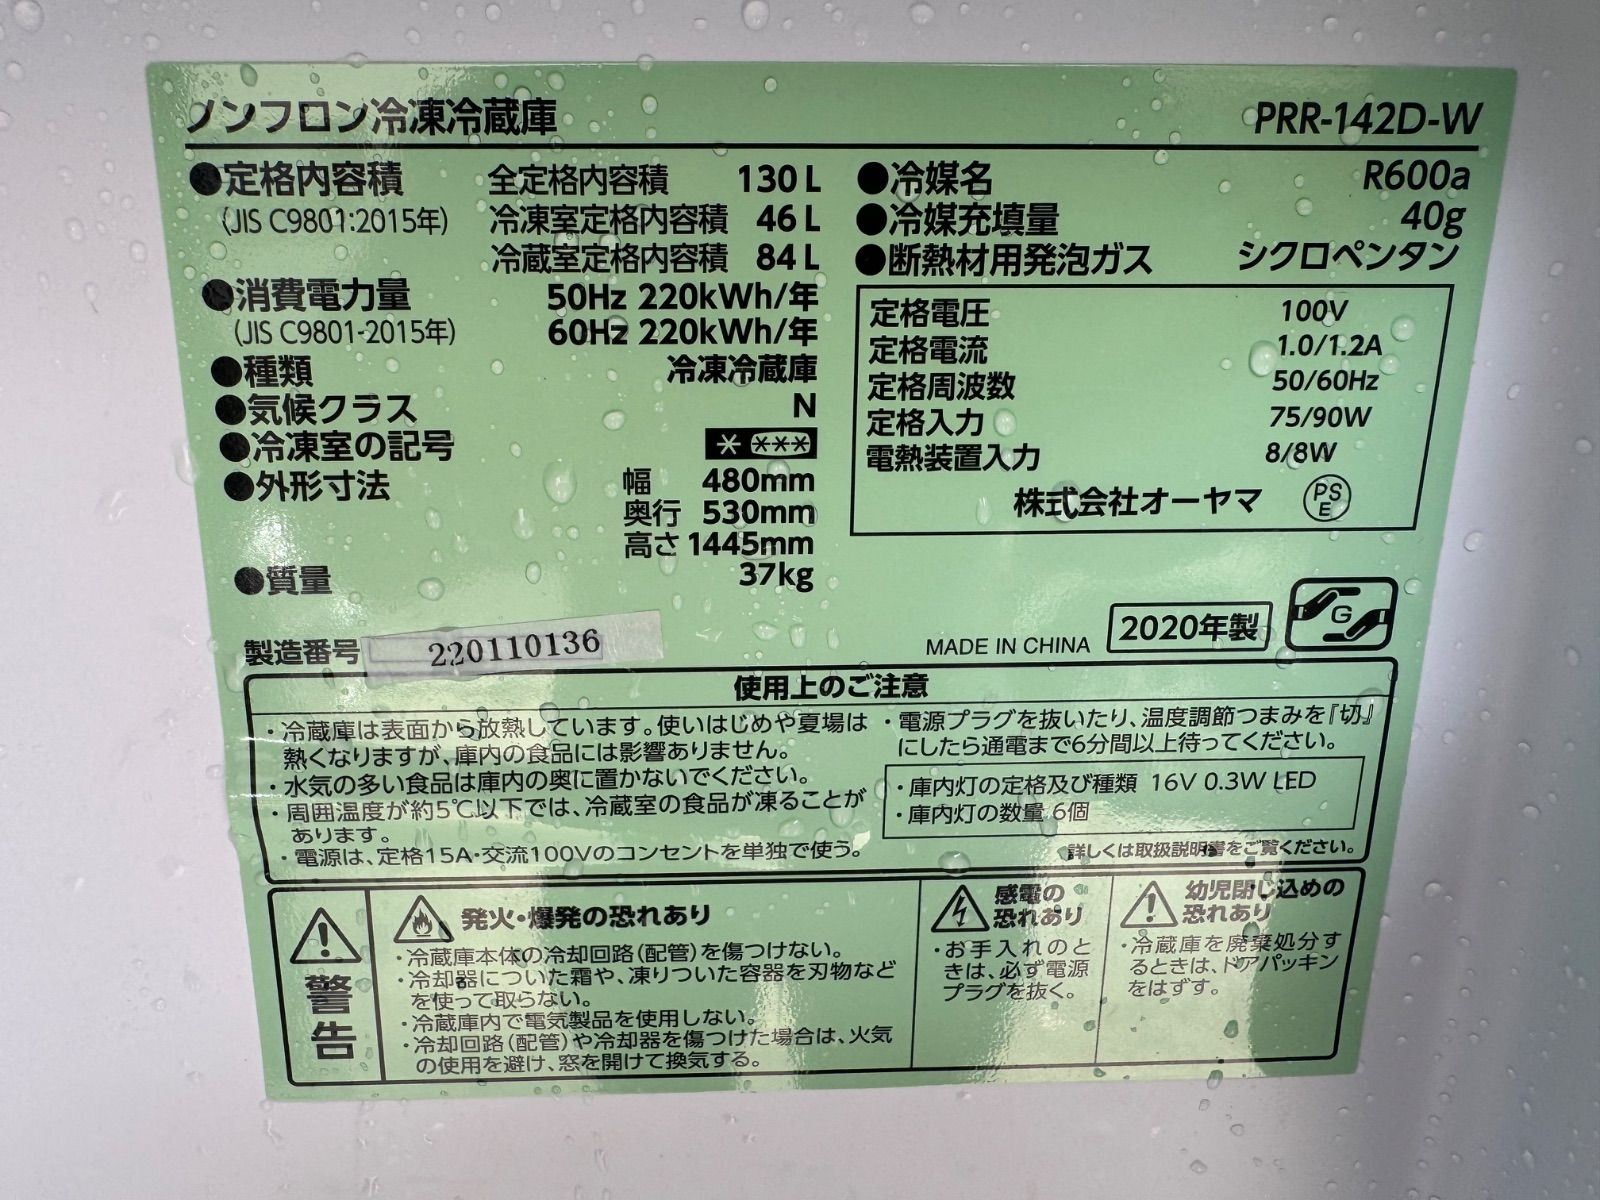 ノンフロン冷凍冷蔵庫 PRR-142D-W
●定格内容積 全定格内容積 130 L
(JIS C9801:2015年) 冷凍室定格内容積 46 L
冷蔵室定格内容積 84 L
●消費電力量 50Hz 220kWh/年
(JIS C9801-2015年) 60Hz 220kWh/年
●種類 冷凍冷蔵庫
●気候クラス N
●冷凍室の記号 * ***
●外形寸法 幅 480mm
奥行 530mm
高さ 1445mm
●質量 37kg
●冷媒名 R600a
●冷媒充填量 40g
●断熱材用発泡ガス シクロペンタン
定格電圧 100V
定格電流 1.0/1.2A
定格周波数 50/60Hz
定格入力 75/90W
電熱装置入力 8/8W
株式会社オーヤマ PSE
製造番号 220110136
MADE IN CHINA 2020年製 G
使用上のご注意
・冷蔵庫は表面から放熱しています。使いはじめや夏場は
熱くなりますが、庫内の食品には影響ありません。
・水気の多い食品は庫内の奥に置かないでください。
・周囲温度が約5℃以下では、冷蔵室の食品が凍ることが
あります。
・電源は、定格15A・交流100Vのコンセントを単独で使う。
・電源プラグを抜いたり、温度調節つまみを『切』
にしたら通電まで6分間以上待ってください。
・庫内灯の定格及び種類 16V 0.3W LED
・庫内灯の数量 6個
詳しくは取扱説明書をご覧ください。
警告
発火・爆発の恐れあり
・冷蔵庫本体の冷却回路(配管)を傷つけない。
・冷却器についた霜や、凍りついた容器を刃物など
を使って取らない。
・冷蔵庫内で電気製品を使用しない。
・冷却回路(配管)や冷却器を傷つけた場合は、火気
の使用を避け、窓を開けて換気する。
感電の
恐れあり
・お手入れのと
きは、必ず電源
プラグを抜く。
幼児閉じ込めの
恐れあり
・冷蔵庫を廃棄処分す
るときは、ドアパッキン
をはずす。